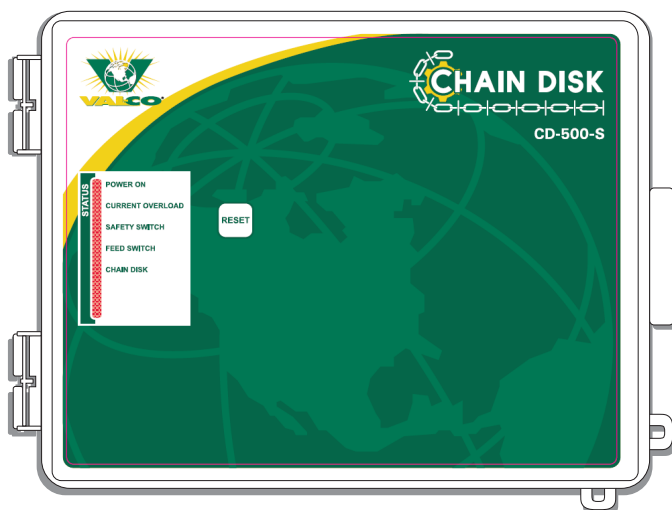 VALCO
CHAIN DISK
CD-500-S
STATUS
POWER ON
CURRENT OVERLOAD
SAFETY SWITCH
FEED SWITCH
CHAIN DISK
RESET